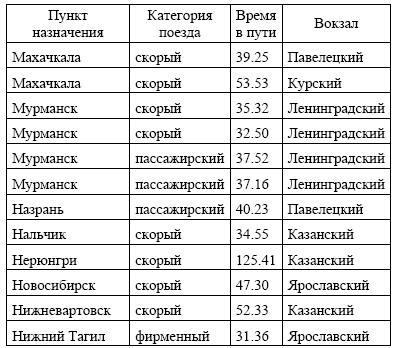 Пункт назначения Категория поезда Время в пути Вокзал
Махачкала скорый 39.25 Павелецкий
Махачкала скорый 53.53 Курский
Мурманск скорый 35.32 Ленинградский
Мурманск скорый 32.50 Ленинградский
Мурманск пассажирский 37.52 Ленинградский
Мурманск пассажирский 37.16 Ленинградский
Назрань пассажирский 40.23 Павелецкий
Нальчик скорый 34.55 Казанский
Нерюнгри скорый 125.41 Казанский
Новосибирск скорый 47.30 Ярославский
Нижневартовск скорый 52.33 Казанский
Нижний Тагил фирменный 31.36 Ярославский